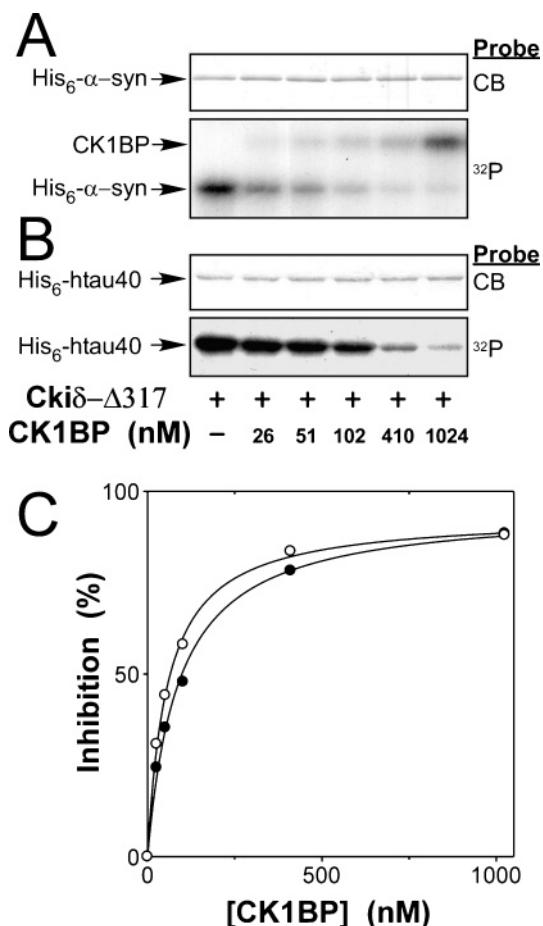 A
Probe
His6-α–syn
CB
CK1BP
32P
His6-α–syn
B
Probe
His6-htau40
CB
His6-htau40
32P
Ckiδ–Δ317 + + + + + +
CK1BP (nM) – 26 51 102 410 1024
C
100
50
0
Inhibition (%)
0 500 1000
[CK1BP] (nM)